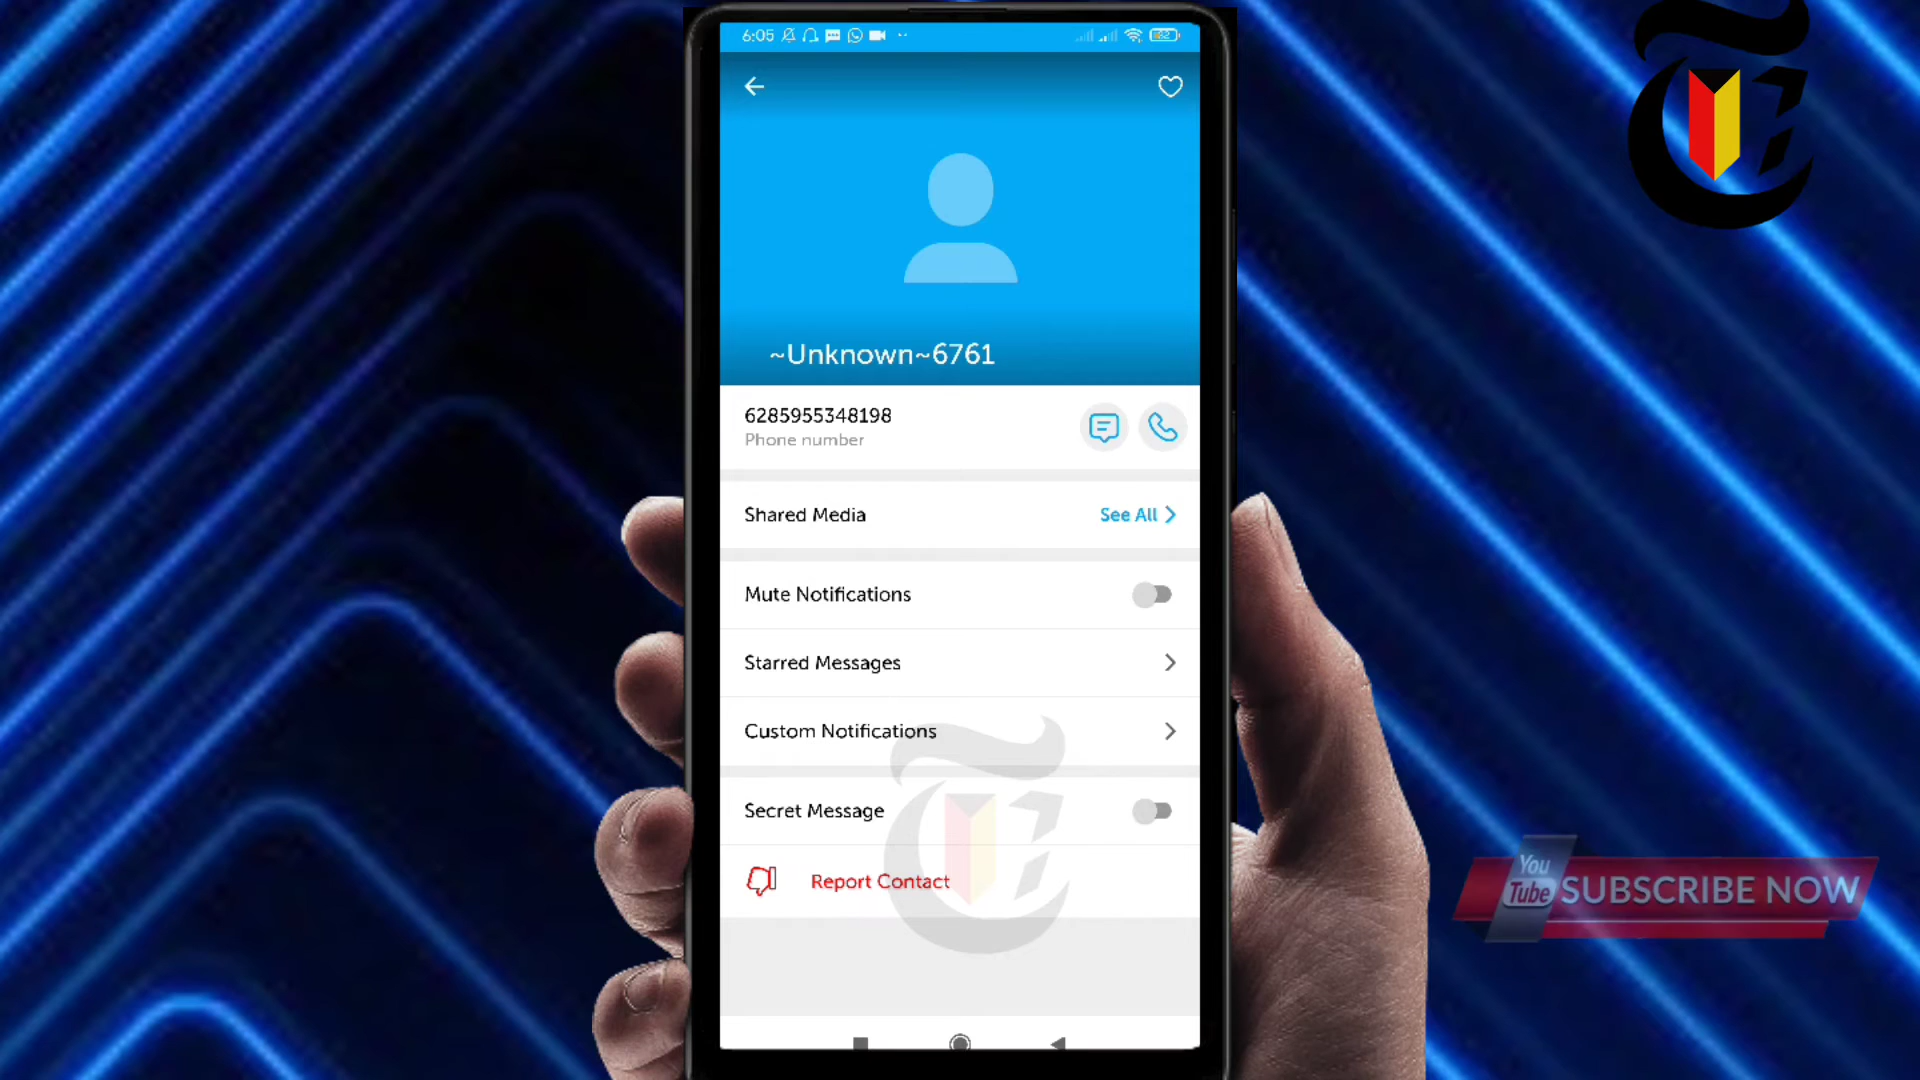 6:05
22
~Unknown~6761
6285955348198
Phone number
Shared Media
See All
Mute Notifications
Starred Messages
Custom Notifications
Secret Message
Report Contact
You
Tube
SUBSCRIBE NOW